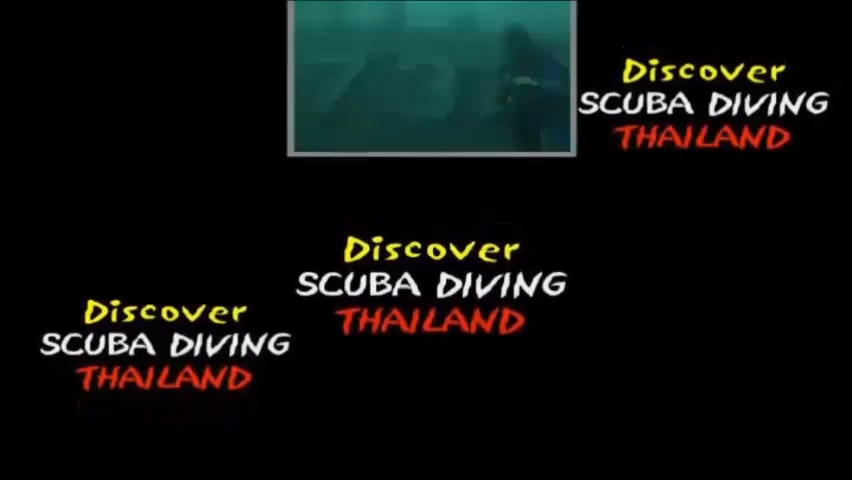 Discover
SCUBA DIVING
THAILAND
Discover
SCUBA DIVING
THAILAND
Discover
SCUBA DIVING
THAILAND